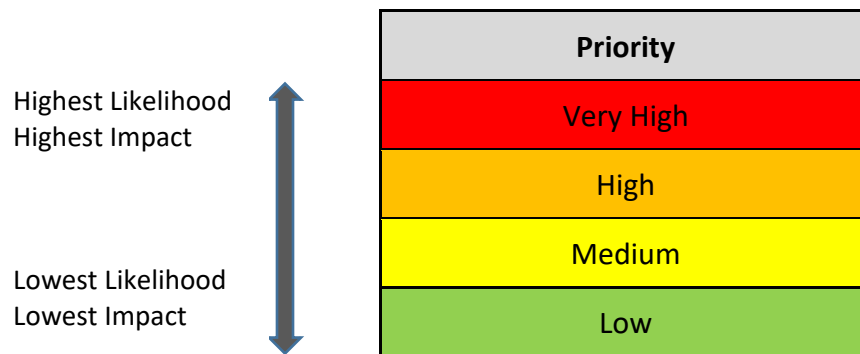 Priority
Highest Likelihood
Highest Impact
Very High
High
Medium
Lowest Likelihood
Lowest Impact
Low